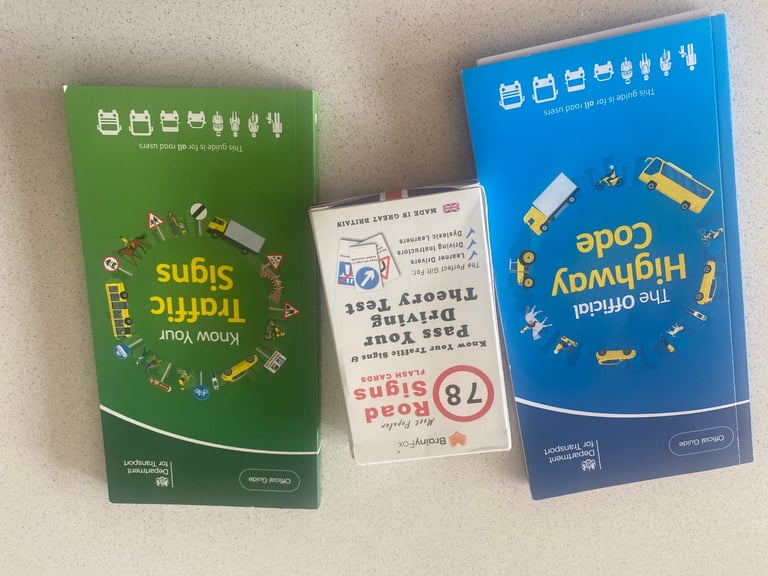 Official Guide
Department
for Transport
Know Your
Traffic
Signs
This guide is for all road users
BrainyFox
78
Most Popular
Road
Signs
FLASH CARDS
Know Your Traffic Signs &
Pass Your
Driving
Theory Test
The Perfect Gift For:
✓ Learner Drivers
✓ Driving Instructors
✓ Dyslexic Learners
MADE IN GREAT BRITAIN
Official Guide
Department
for Transport
The Official
Highway
Code
This guide is for all road users